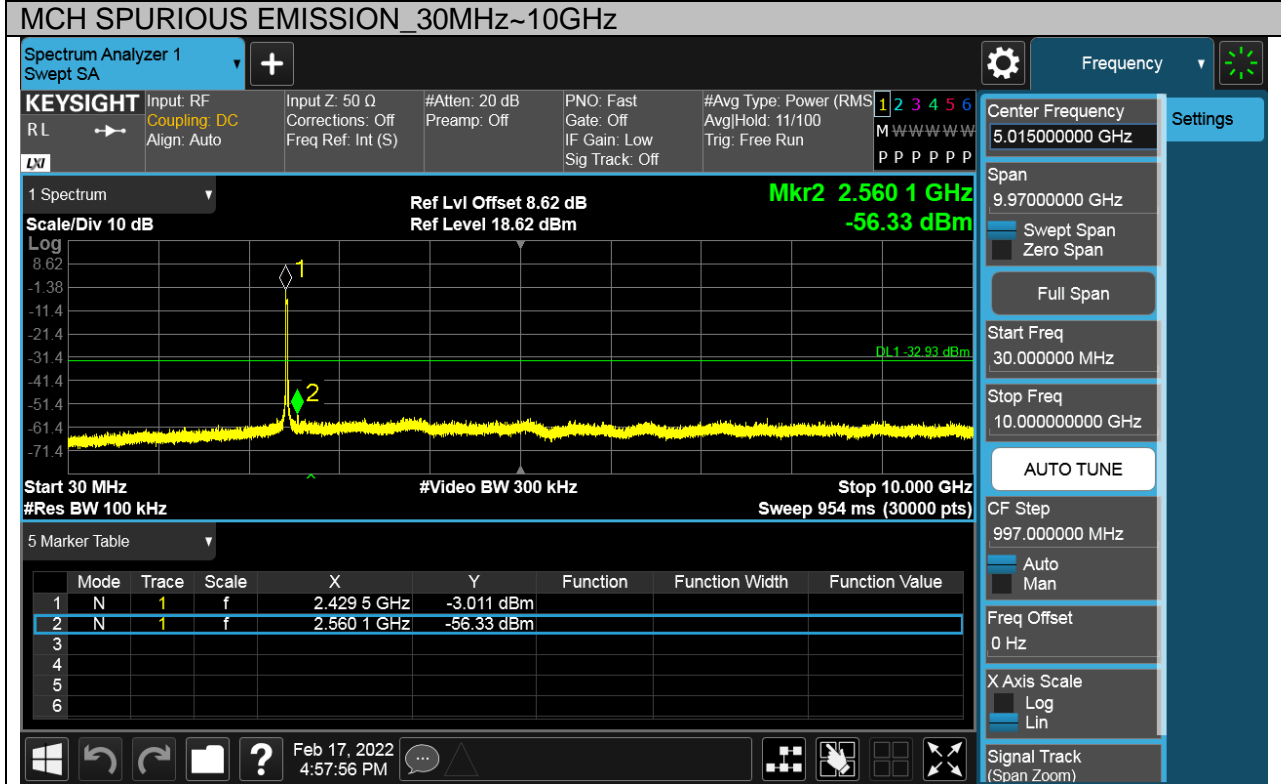 MCH SPURIOUS EMISSION_30MHz~10GHz
Spectrum Analyzer 1
Swept SA
+
Frequency
KEYSIGHT
RL
LXI
Input: RF
Coupling: DC
Align: Auto
Input Z: 50 Ω
Corrections: Off
Freq Ref: Int (S)
#Atten: 20 dB
Preamp: Off
PNO: Fast
Gate: Off
IF Gain: Low
Sig Track: Off
#Avg Type: Power (RMS
Avg|Hold: 11/100
Trig: Free Run
1 2 3 4 5 6
M W W W W W
P P P P P P
Center Frequency
5.015000000 GHz
Settings
Span
9.97000000 GHz
Swept Span
Zero Span
Full Span
Start Freq
30.000000 MHz
Stop Freq
10.000000000 GHz
AUTO TUNE
CF Step
997.000000 MHz
Auto
Man
Freq Offset
0 Hz
X Axis Scale
Log
Lin
Signal Track
(Span Zoom)
1 Spectrum
Scale/Div 10 dB
Ref Lvl Offset 8.62 dB
Ref Level 18.62 dBm
Mkr2 2.560 1 GHz
-56.33 dBm
Log
8.62
-1.38
-11.4
-21.4
-31.4
-41.4
-51.4
-61.4
-71.4
1
2
DL1 -32.93 dBm
Start 30 MHz
#Video BW 300 kHz
Stop 10.000 GHz
#Res BW 100 kHz
Sweep 954 ms (30000 pts)
5 Marker Table
Mode Trace Scale X Y Function Function Width Function Value
1 N 1 f 2.429 5 GHz -3.011 dBm
2 N 1 f 2.560 1 GHz -56.33 dBm
3
4
5
6
?
Feb 17, 2022
4:57:56 PM